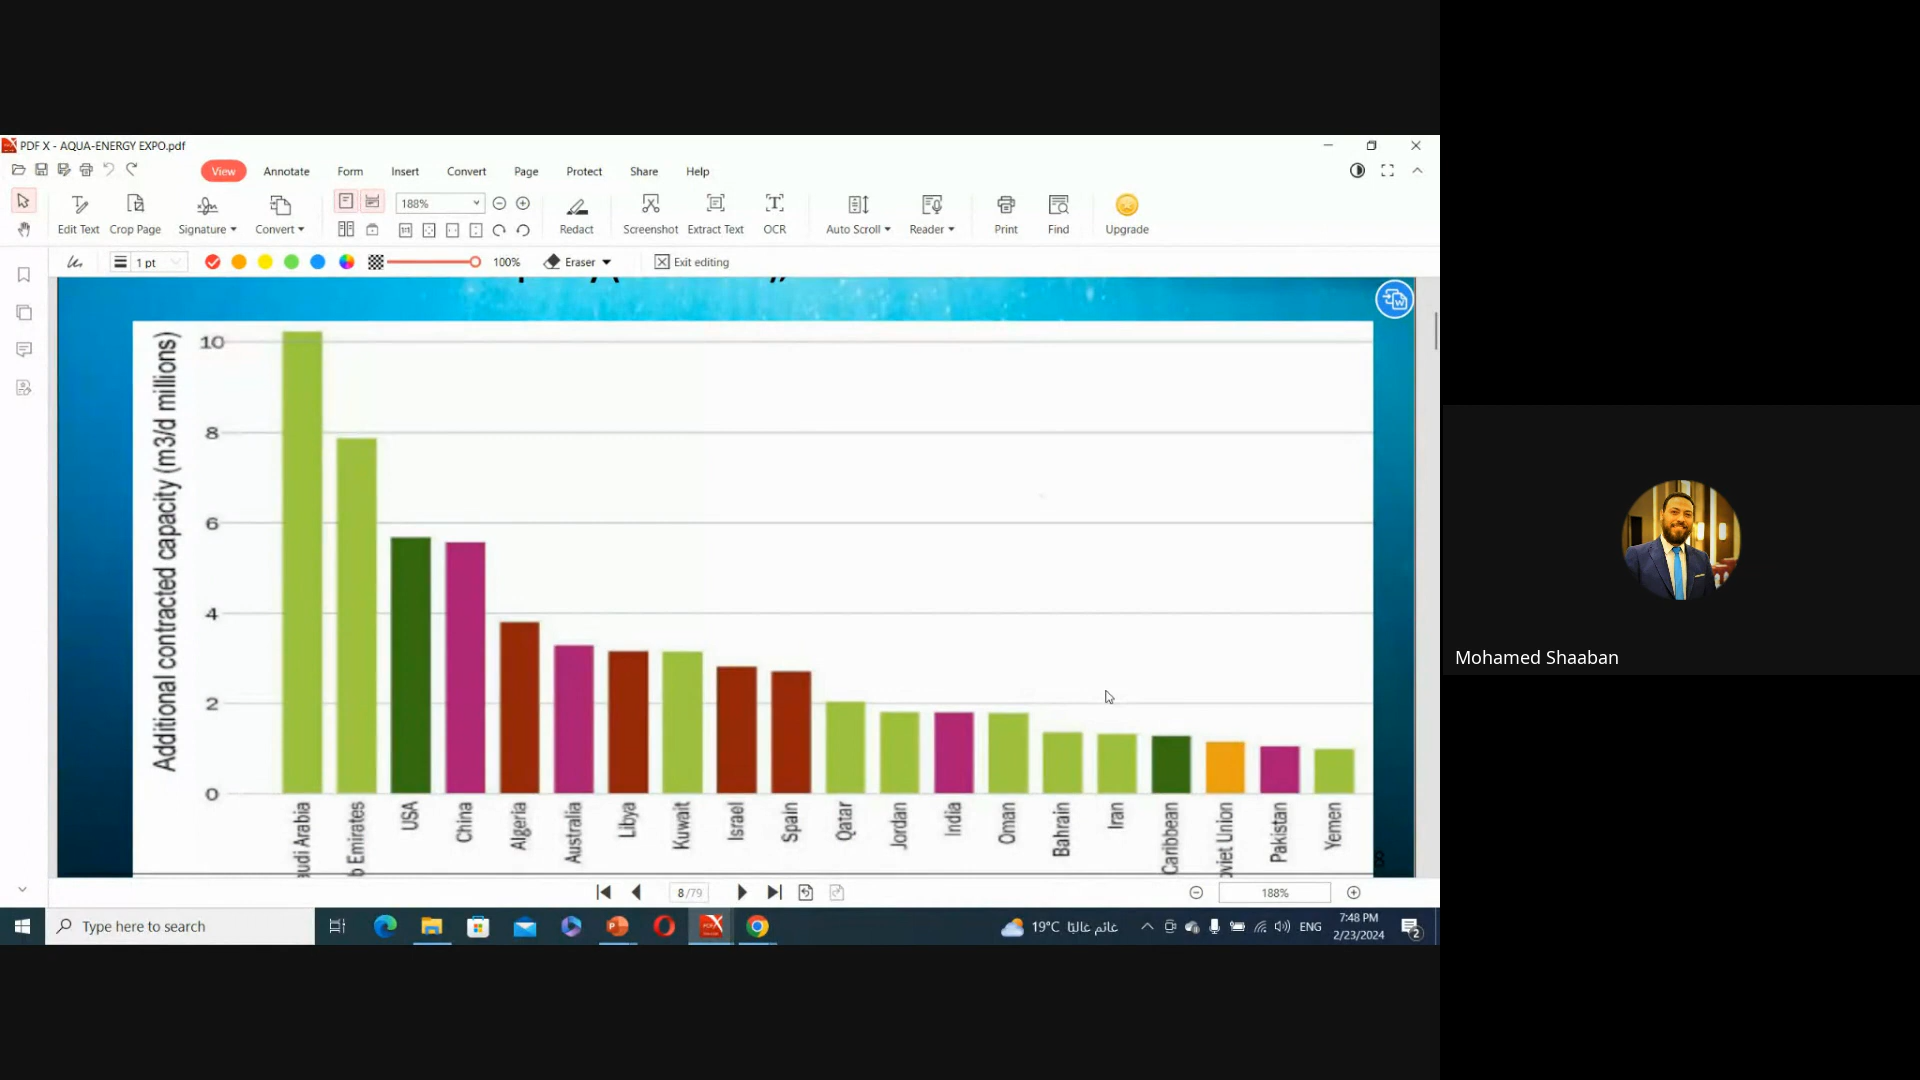 PDF X - AQUA-ENERGY EXPO.pdf
View Annotate Form Insert Convert Page Protect Share Help
188%
Edit Text Crop Page Signature Convert Redact Screenshot Extract Text OCR Auto Scroll Reader Print Find Upgrade
1 pt 100% Eraser Exit editing
Additional contracted capacity (m3/d millions)
10
8
6
4
2
0
udi Arabia
b Emirates
USA
China
Algeria
Australia
Libya
Kuwait
Israel
Spain
Qatar
Jordan
India
Oman
Bahrain
Iran
Caribbean
viet Union
Pakistan
Yemen
8
8 /79
188%
Type here to search
19°C غائم غالبًا
ENG
7:48 PM
2/23/2024
2
Mohamed Shaaban